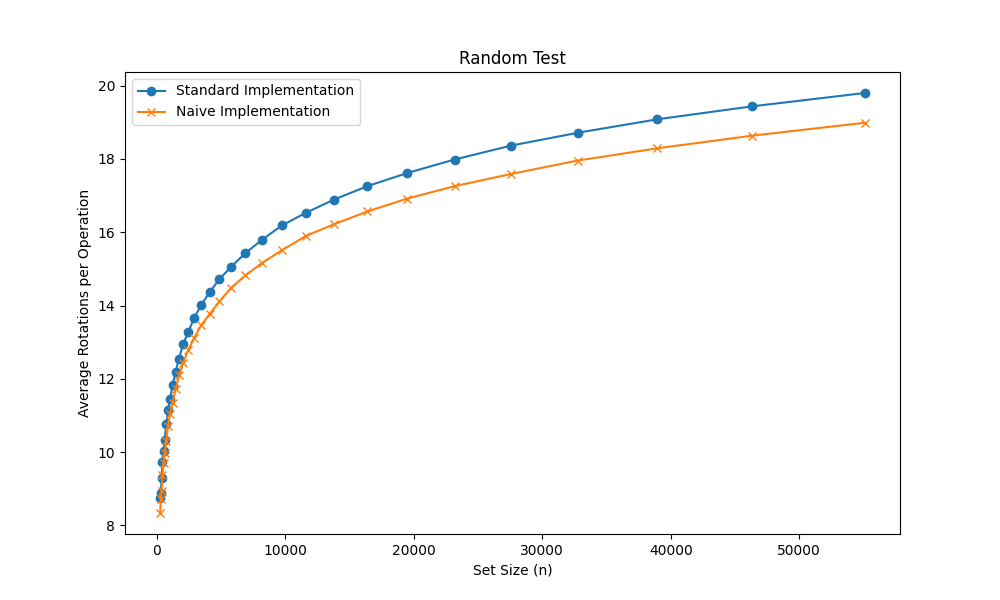 Random Test
Standard Implementation
Naive Implementation
Average Rotations per Operation
20
18
16
14
12
10
8
0 10000 20000 30000 40000 50000
Set Size (n)